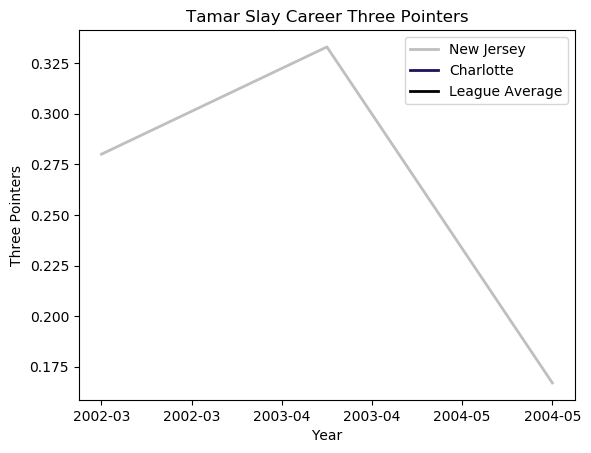 Tamar Slay Career Three Pointers
New Jersey
Charlotte
League Average
0.325
0.300
0.275
0.250
0.225
0.200
0.175
Three Pointers
2002-03 2002-03 2003-04 2003-04 2004-05 2004-05
Year